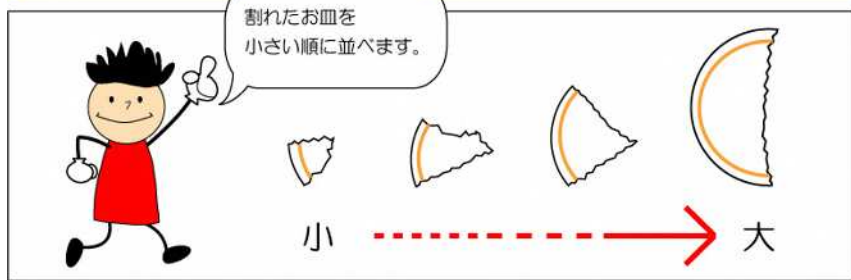 割れたお皿を
小さい順に並べます。
小 大